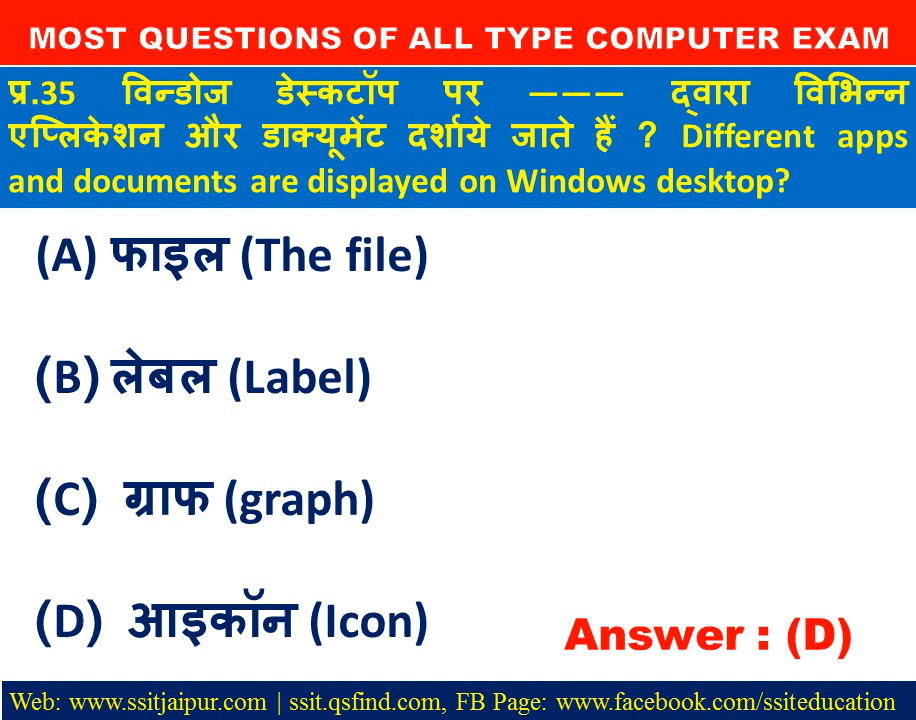 MOST QUESTIONS OF ALL TYPE COMPUTER EXAM
प्र.35 विन्डोज डेस्कटॉप पर ――― द्वारा विभिन्न
एप्लिकेशन और डाक्यूमेंट दर्शाये जाते हैं ? Different apps
and documents are displayed on Windows desktop?
(A) फाइल (The file)
(B) लेबल (Label)
(C) ग्राफ (graph)
(D) आइकॉन (Icon)
Answer : (D)
Web: www.ssitjaipur.com | ssit.qsfind.com, FB Page: www.facebook.com/ssiteducation